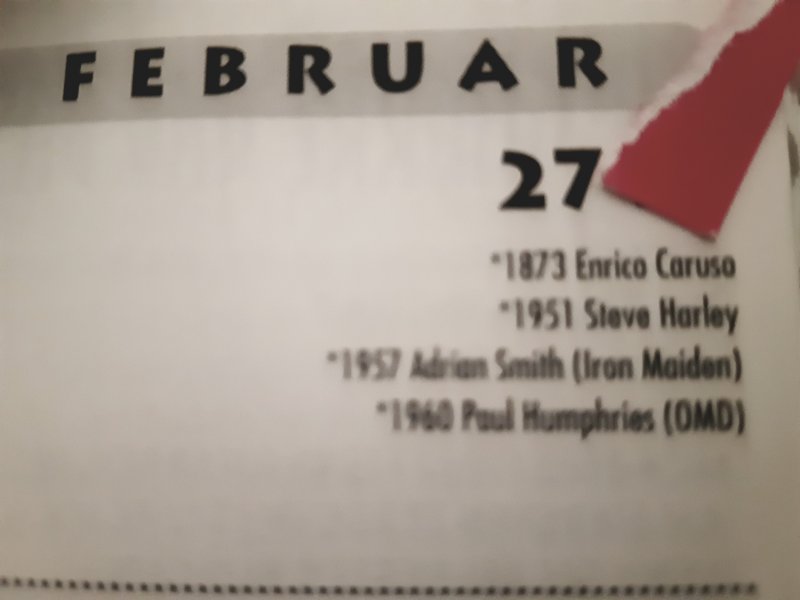 FEBRUAR
27
*1873 Enrico Caruso
*1951 Steve Harley
*1957 Adrian Smith (Iron Maiden)
*1960 Paul Humphries (OMD)